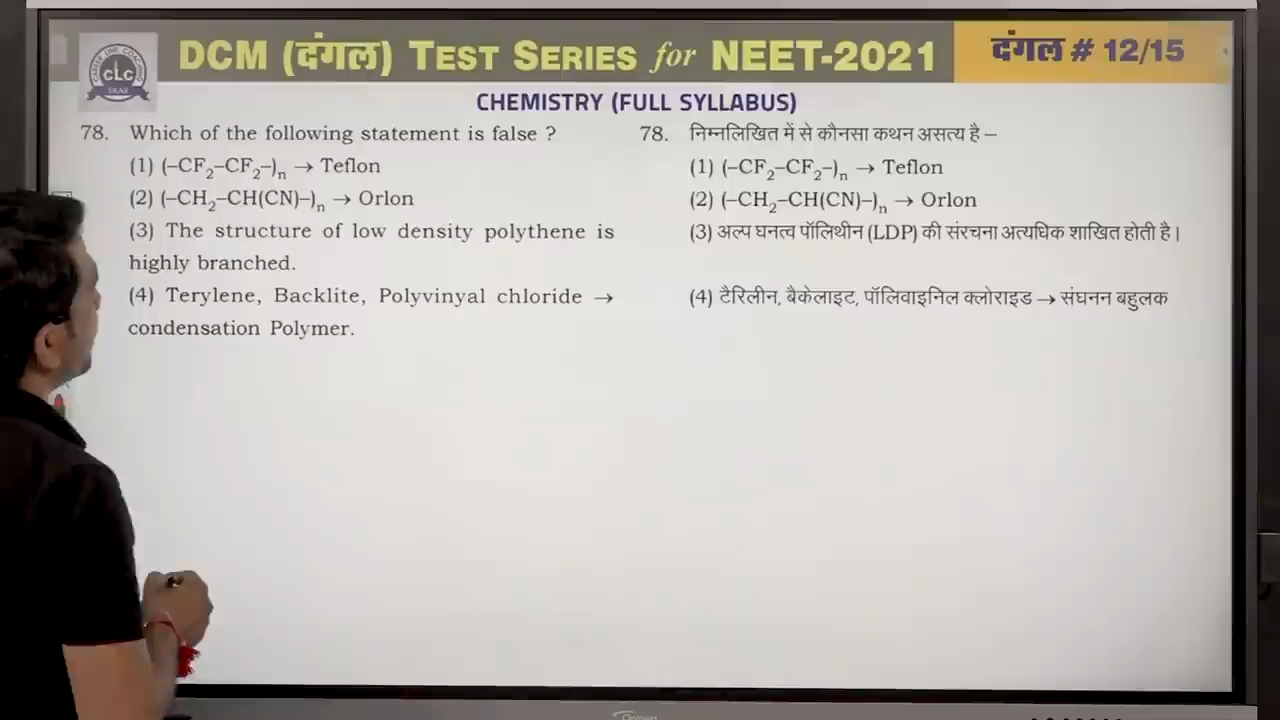 DCM (दंगल) TEST SERIES for NEET-2021
दंगल # 12/15
CLC
SIKAR
CHEMISTRY (FULL SYLLABUS)
78. Which of the following statement is false ?
(1) (–CF₂–CF₂–)ₙ → Teflon
(2) (–CH₂–CH(CN)–)ₙ → Orlon
(3) The structure of low density polythene is
highly branched.
(4) Terylene, Backlite, Polyvinyal chloride →
condensation Polymer.
78. निम्नलिखित में से कौनसा कथन असत्य है –
(1) (–CF₂–CF₂–)ₙ → Teflon
(2) (–CH₂–CH(CN)–)ₙ → Orlon
(3) अल्प घनत्व पॉलिथीन (LDP) की संरचना अत्यधिक शाखित होती है।
(4) टैरिलीन, बैकेलाइट, पॉलिवाइनिल क्लोराइड → संघनन बहुलक